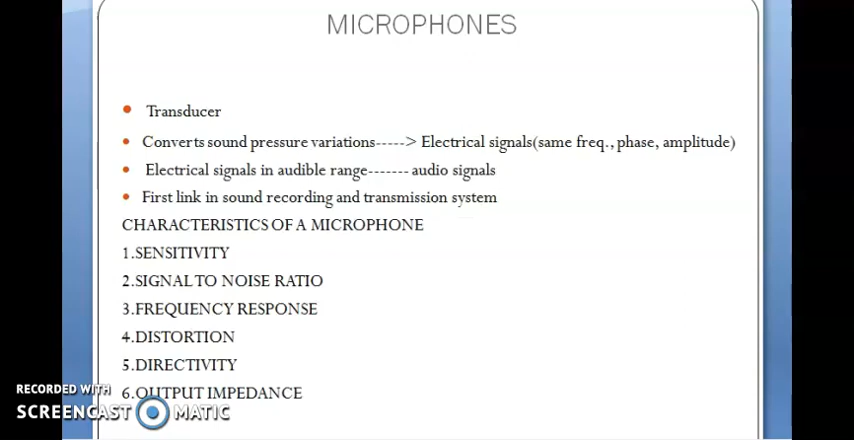 MICROPHONES
• Transducer
• Converts sound pressure variations-----> Electrical signals(same freq., phase, amplitude)
• Electrical signals in audible range------- audio signals
• First link in sound recording and transmission system
CHARACTERISTICS OF A MICROPHONE
1.SENSITIVITY
2.SIGNAL TO NOISE RATIO
3.FREQUENCY RESPONSE
4.DISTORTION
5.DIRECTIVITY
6.OUTPUT IMPEDANCE
RECORDED WITH
SCREENCAST MATIC